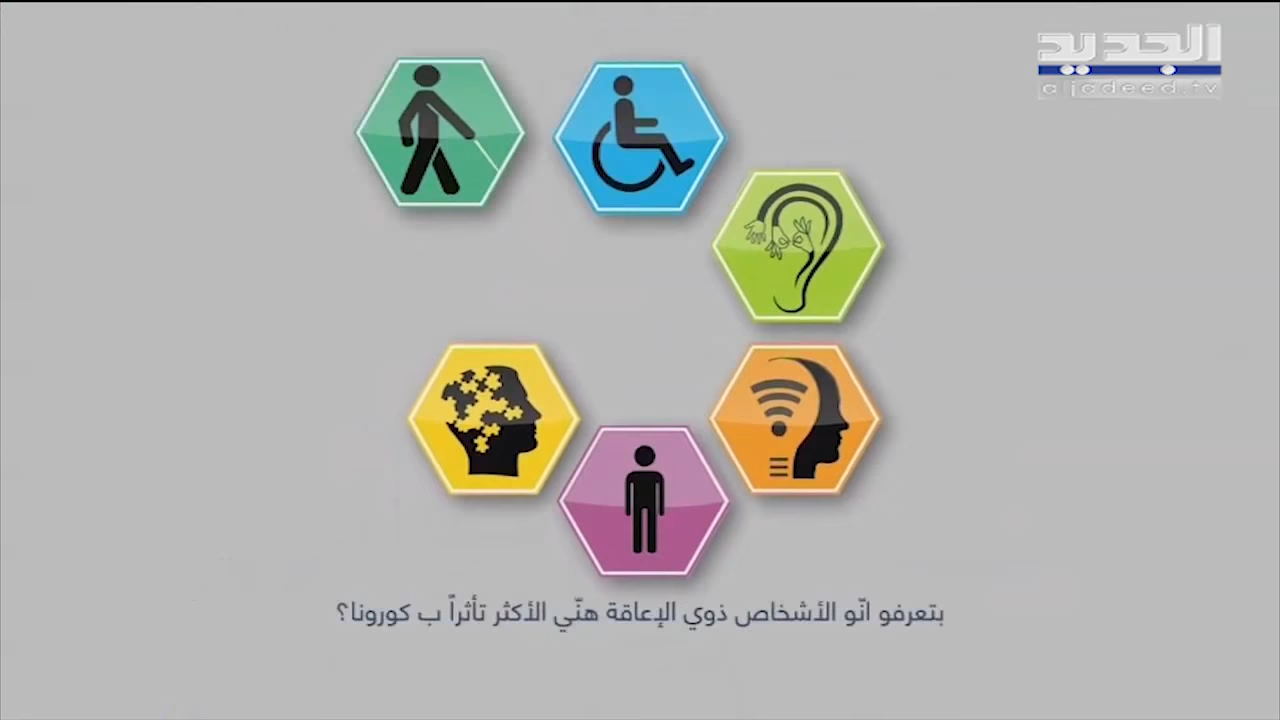 الجديد
aljadeed.tv
بتعرفو انّو الأشخاص ذوي الإعاقة هنّي الأكثر تأثراً ب كورونا؟